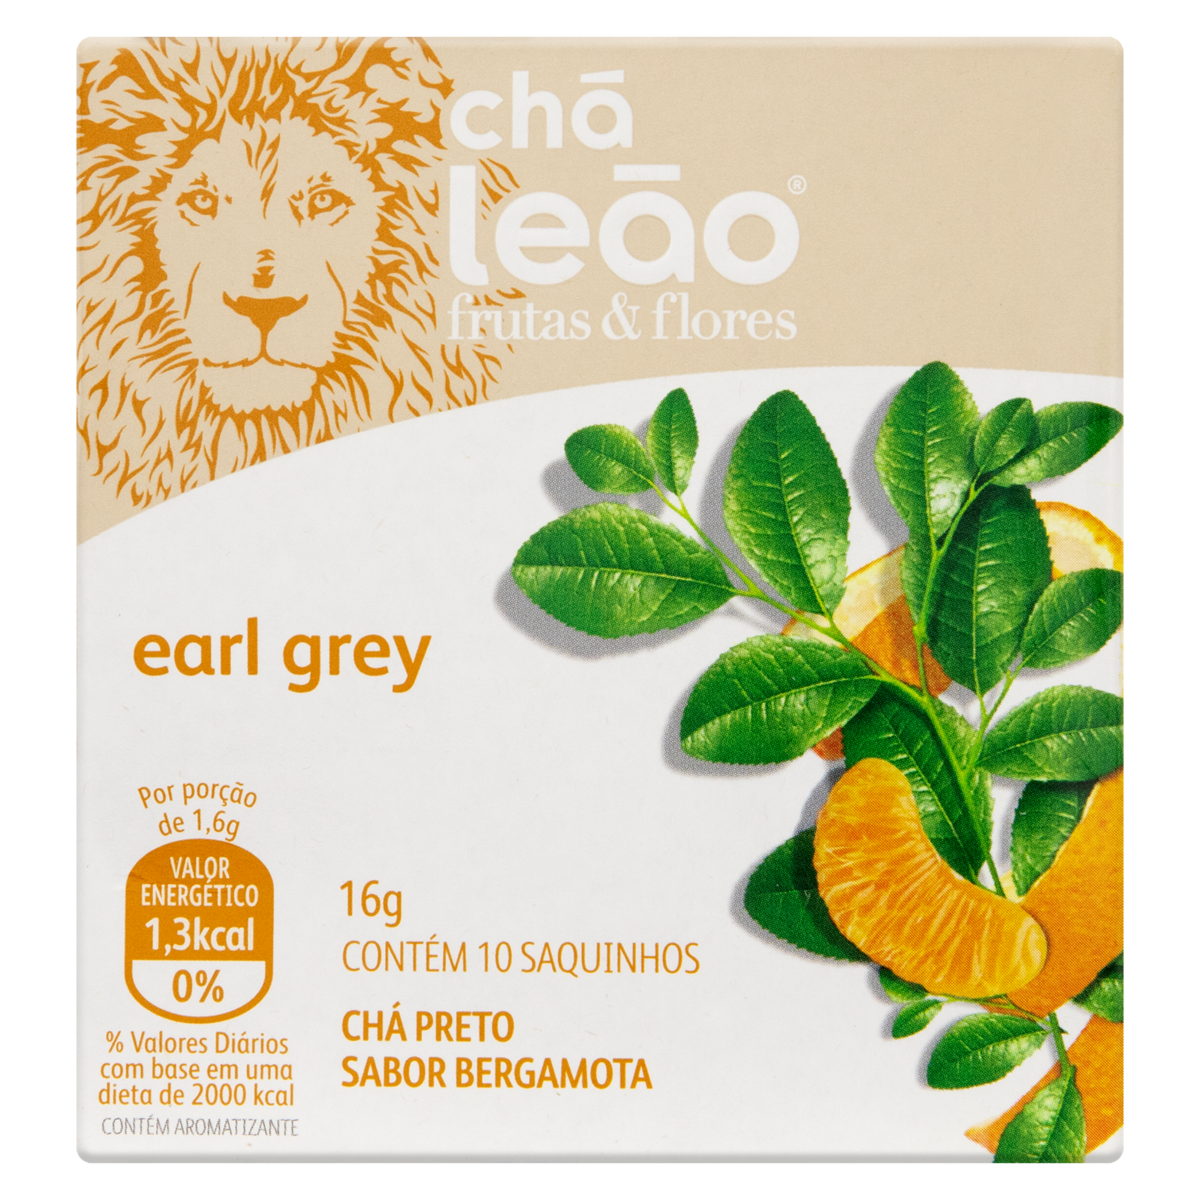 chá
leão®
frutas & flores
earl grey
Por porção
de 1,6g
VALOR
ENERGÉTICO
1,3kcal
0%
% Valores Diários
com base em uma
dieta de 2000 kcal
CONTÉM AROMATIZANTE
16g
CONTÉM 10 SAQUINHOS
CHÁ PRETO
SABOR BERGAMOTA